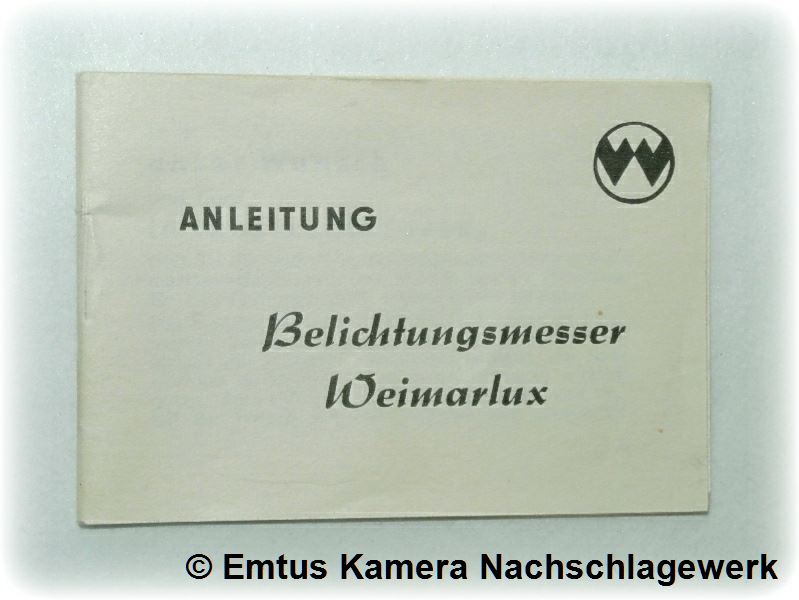 ANLEITUNG
Belichtungsmesser
Weimarlux
© Emtus Kamera Nachschlagewerk